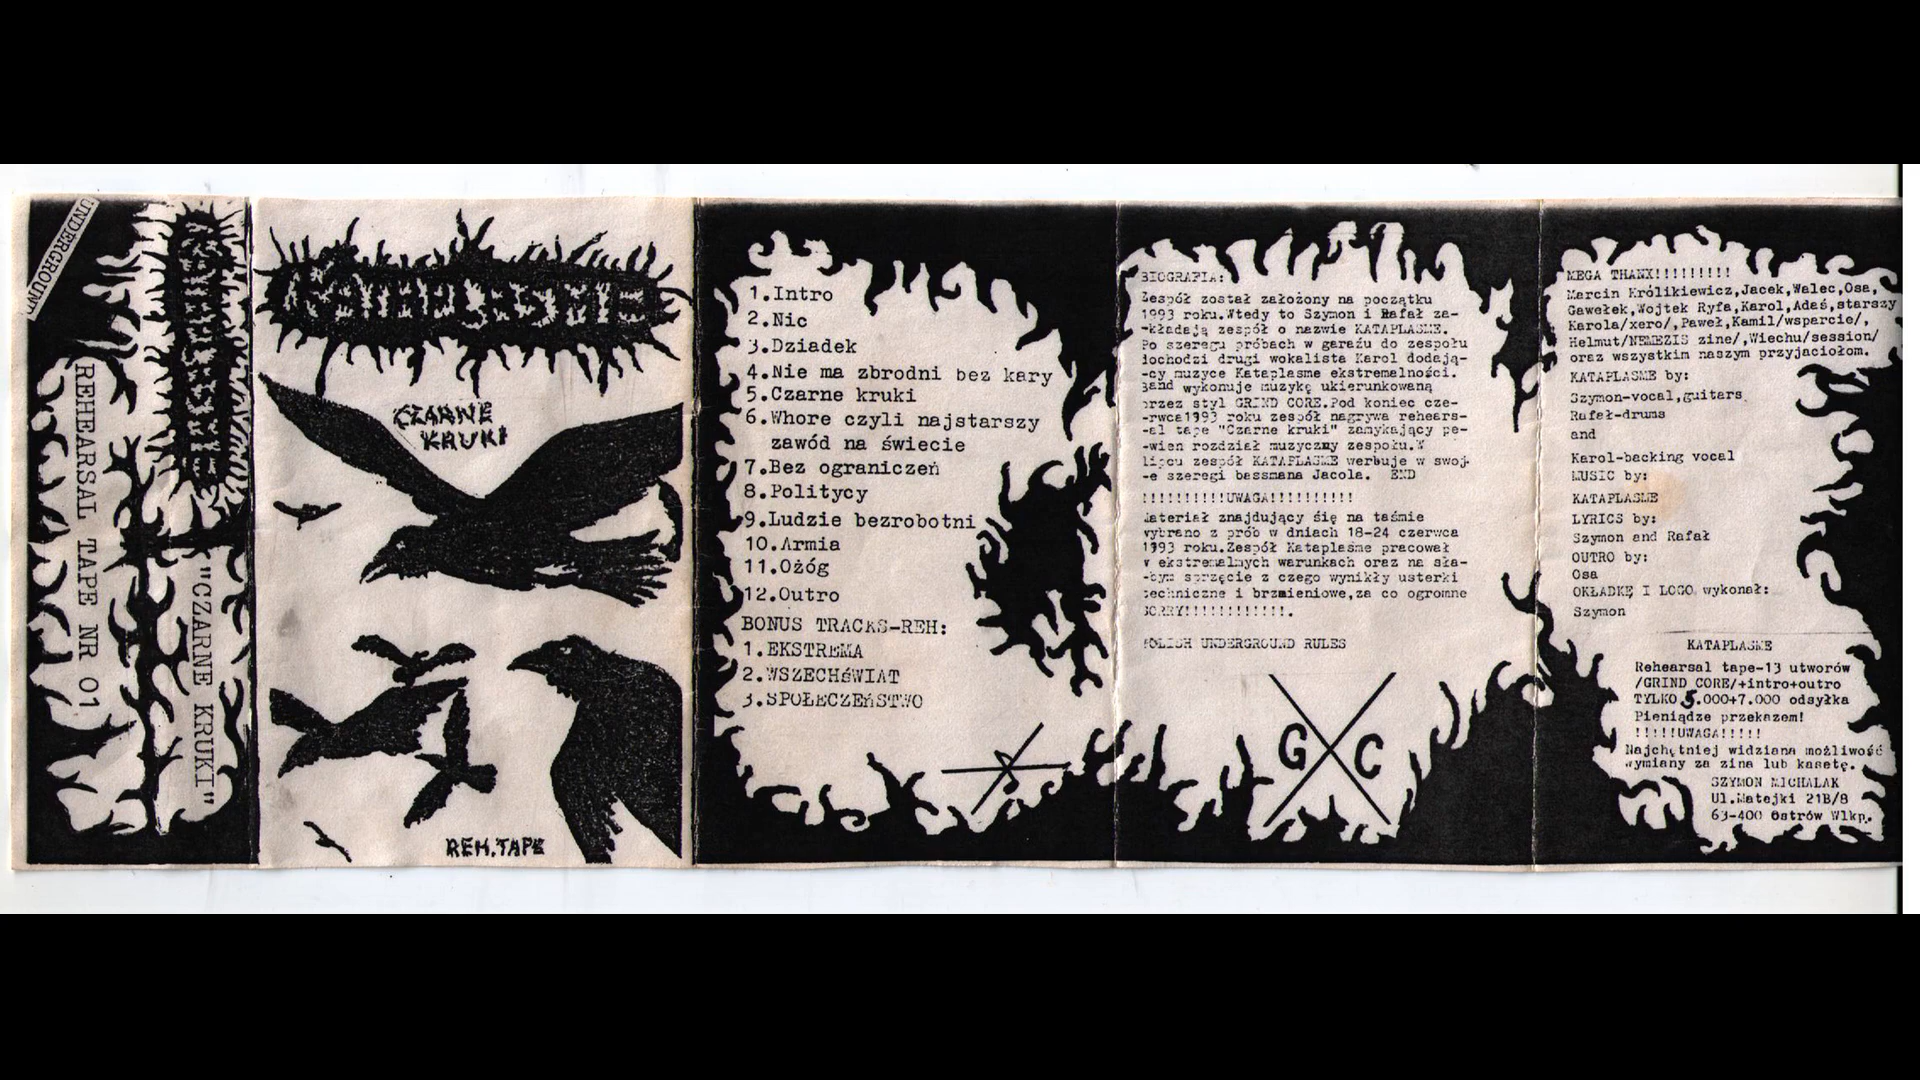 UNDERGROUND
KATAPLASME
REHEARSAL TAPE NR 01
"CZARNE KRUKI"
KATAPLASME
CZARNE
KRUKI
REH.TAPE
1.Intro
2.Nic
3.Dziadek
4.Nie ma zbrodni bez kary
5.Czarne kruki
6.Whore czyli najstarszy
zawód na świecie
7.Bez ograniczeń
8.Politycy
9.Ludzie bezrobotni
10.Armia
11.Ożóg
12.Outro
BONUS TRACKS-REH:
1.EKSTREMA
2.WSZECHśWIAT
3.SPOŁECZEńSTWO
BIOGRAFIA:
Zespół został założony na początku
1993 roku.Wtedy to Szymon i Rafał za-
-kładają zespół o nazwie KATAPLASME.
Po szeregu próbach w garażu do zespołu
dochodzi drugi wokalista Karol dodają-
-cy muzyce Kataplasme ekstremalności.
Band wykonuje muzykę ukierunkowaną
przez styl GRIND CORE.Pod koniec cze-
-rwca1993 roku zespół nagrywa rehears-
-al tape "Czarne kruki" zamykający pe-
-wien rozdział muzyczny zespołu.W
lipcu zespół KATAPLASME werbuje w swoj-
-e szeregi bassmana Jacola. END
!!!!!!!!!!UWAGA!!!!!!!!!!
Materiał znajdujący śię na taśmie
wybrano z prób w dniach 18-24 czerwca
1993 roku.Zespół Kataplasme pracował
w ekstremalnych warunkach oraz na sła-
-bym sprzęcie z czego wynikły usterki
techniczne i brzmieniowe,za co ogromne
SORRY!!!!!!!!!!!!.
POLISH UNDERGROUND RULES
G C
MEGA THANX!!!!!!!!!
Marcin Królikiewicz,Jacek,Walec,Osa,
Gawełek,Wojtek Ryfa,Karol,Adaś,starszy
Karola/xero/,Paweł,Kamil/wsparcie/,
Helmut/NEMEZIS zine/,Wiechu/session/
oraz wszystkim naszym przyjaciołom.
KATAPLASME by:
Szymon-vocal,guitars
Rafał-drums
and
Karol-backing vocal
MUSIC by:
KATAPLASME
LYRICS by:
Szymon and Rafał
OUTRO by:
Osa
OKŁADKĘ I LOGO wykonał:
Szymon
KATAPLASME
Rehearsal tape-13 utworów
/GRIND CORE/+intro+outro
TYLKO 5.000+7.000 odsyłka
Pieniądze przekazem!
!!!!!UWAGA!!!!!
Najchętniej widziana możliwość
wymiany za zina lub kasetę.
SZYMON MICHALAK
Ul.Matejki 21B/8
63-400 Ostrów Wlkp.